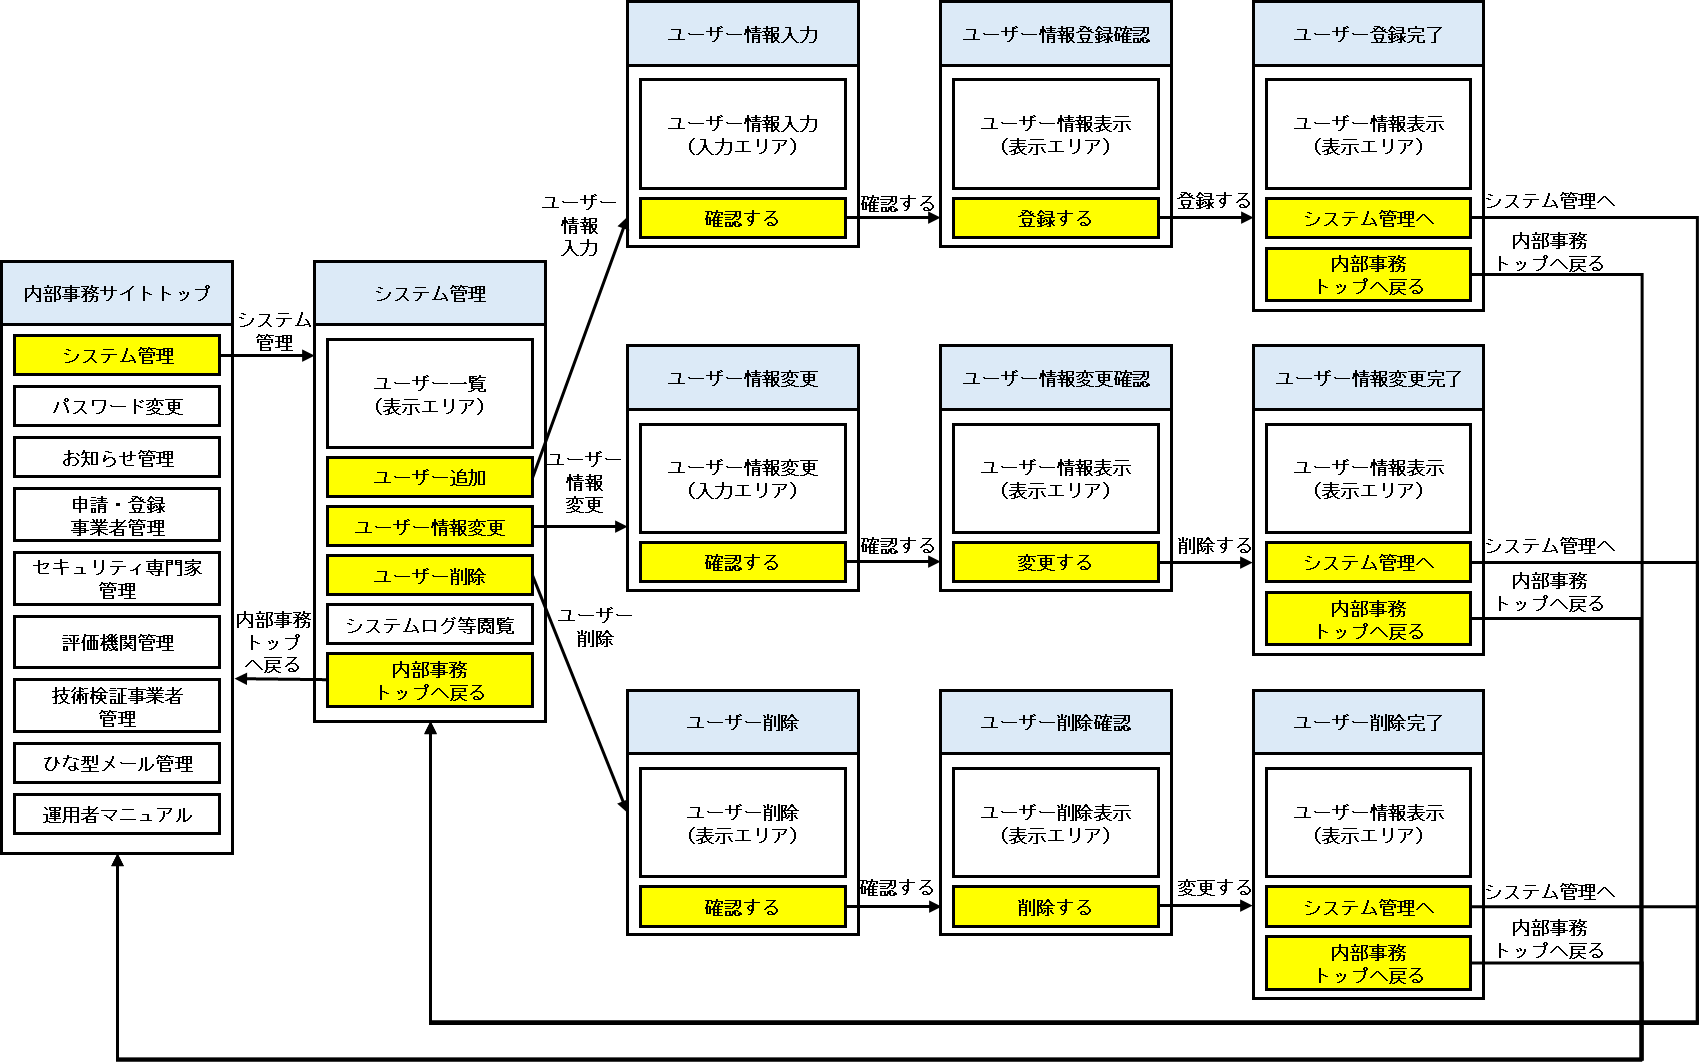 内部事務サイトトップ
システム管理
パスワード変更
お知らせ管理
申請・登録
事業者管理
セキュリティ専門家
管理
評価機関管理
技術検証事業者
管理
ひな型メール管理
運用者マニュアル
システム
管理
内部事務
トップ
へ戻る
システム管理
ユーザー一覧
（表示エリア）
ユーザー追加
ユーザー情報変更
ユーザー削除
システムログ等閲覧
内部事務
トップへ戻る
ユーザー
情報
入力
ユーザー情報入力
ユーザー情報入力
（入力エリア）
確認する
確認する
ユーザー情報登録確認
ユーザー情報表示
（表示エリア）
登録する
登録する
ユーザー登録完了
ユーザー情報表示
（表示エリア）
システム管理へ
内部事務
トップへ戻る
システム管理へ
内部事務
トップへ戻る
ユーザー
情報
変更
ユーザー情報変更
ユーザー情報変更
（入力エリア）
確認する
確認する
ユーザー情報変更確認
ユーザー情報表示
（表示エリア）
変更する
削除する
ユーザー情報変更完了
ユーザー情報表示
（表示エリア）
システム管理へ
内部事務
トップへ戻る
システム管理へ
内部事務
トップへ戻る
ユーザー
削除
ユーザー削除
ユーザー削除
（表示エリア）
確認する
確認する
ユーザー削除確認
ユーザー削除表示
（表示エリア）
削除する
変更する
ユーザー削除完了
ユーザー情報表示
（表示エリア）
システム管理へ
内部事務
トップへ戻る
システム管理へ
内部事務
トップへ戻る